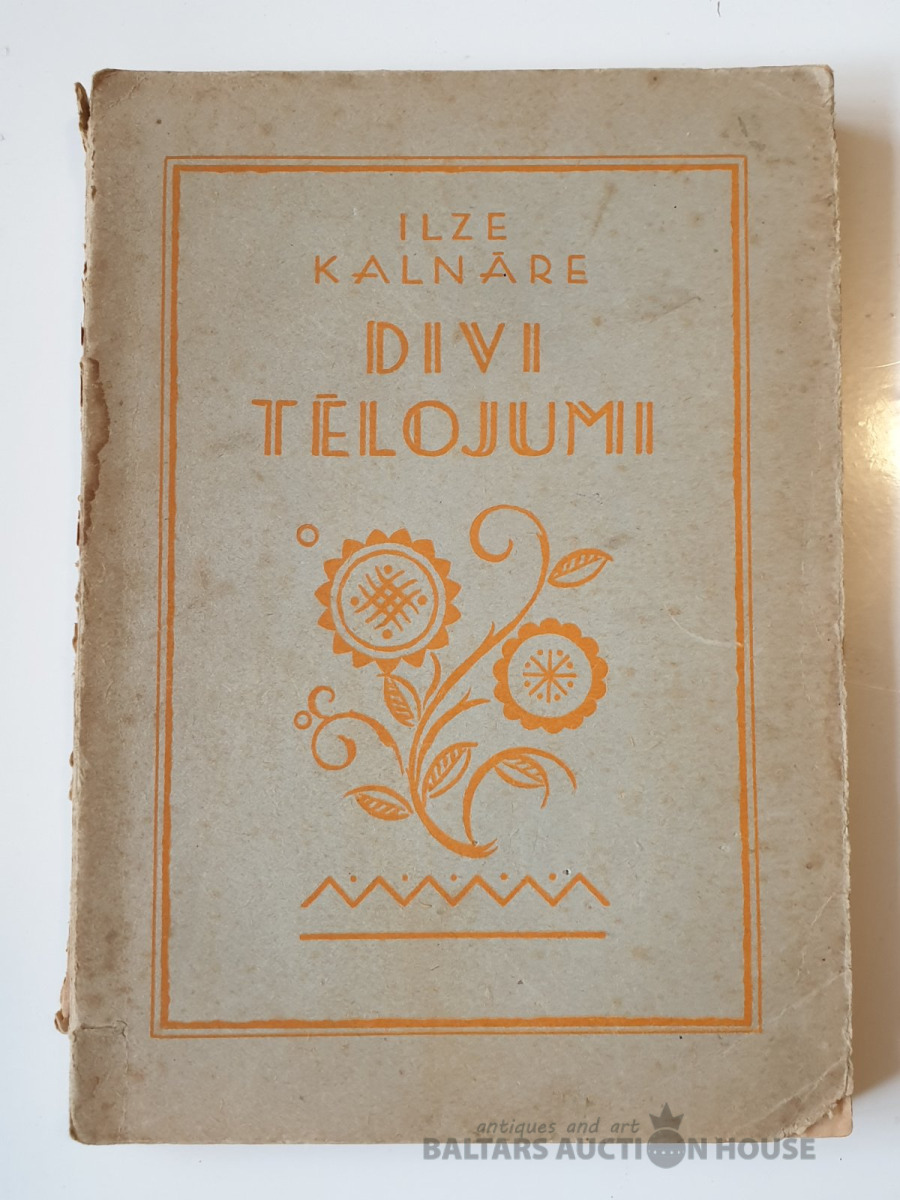 ILZE
KALNĀRE
DIVI
TĒLOJUMI
antiques and art
BALTARS AUCTION HOUSE